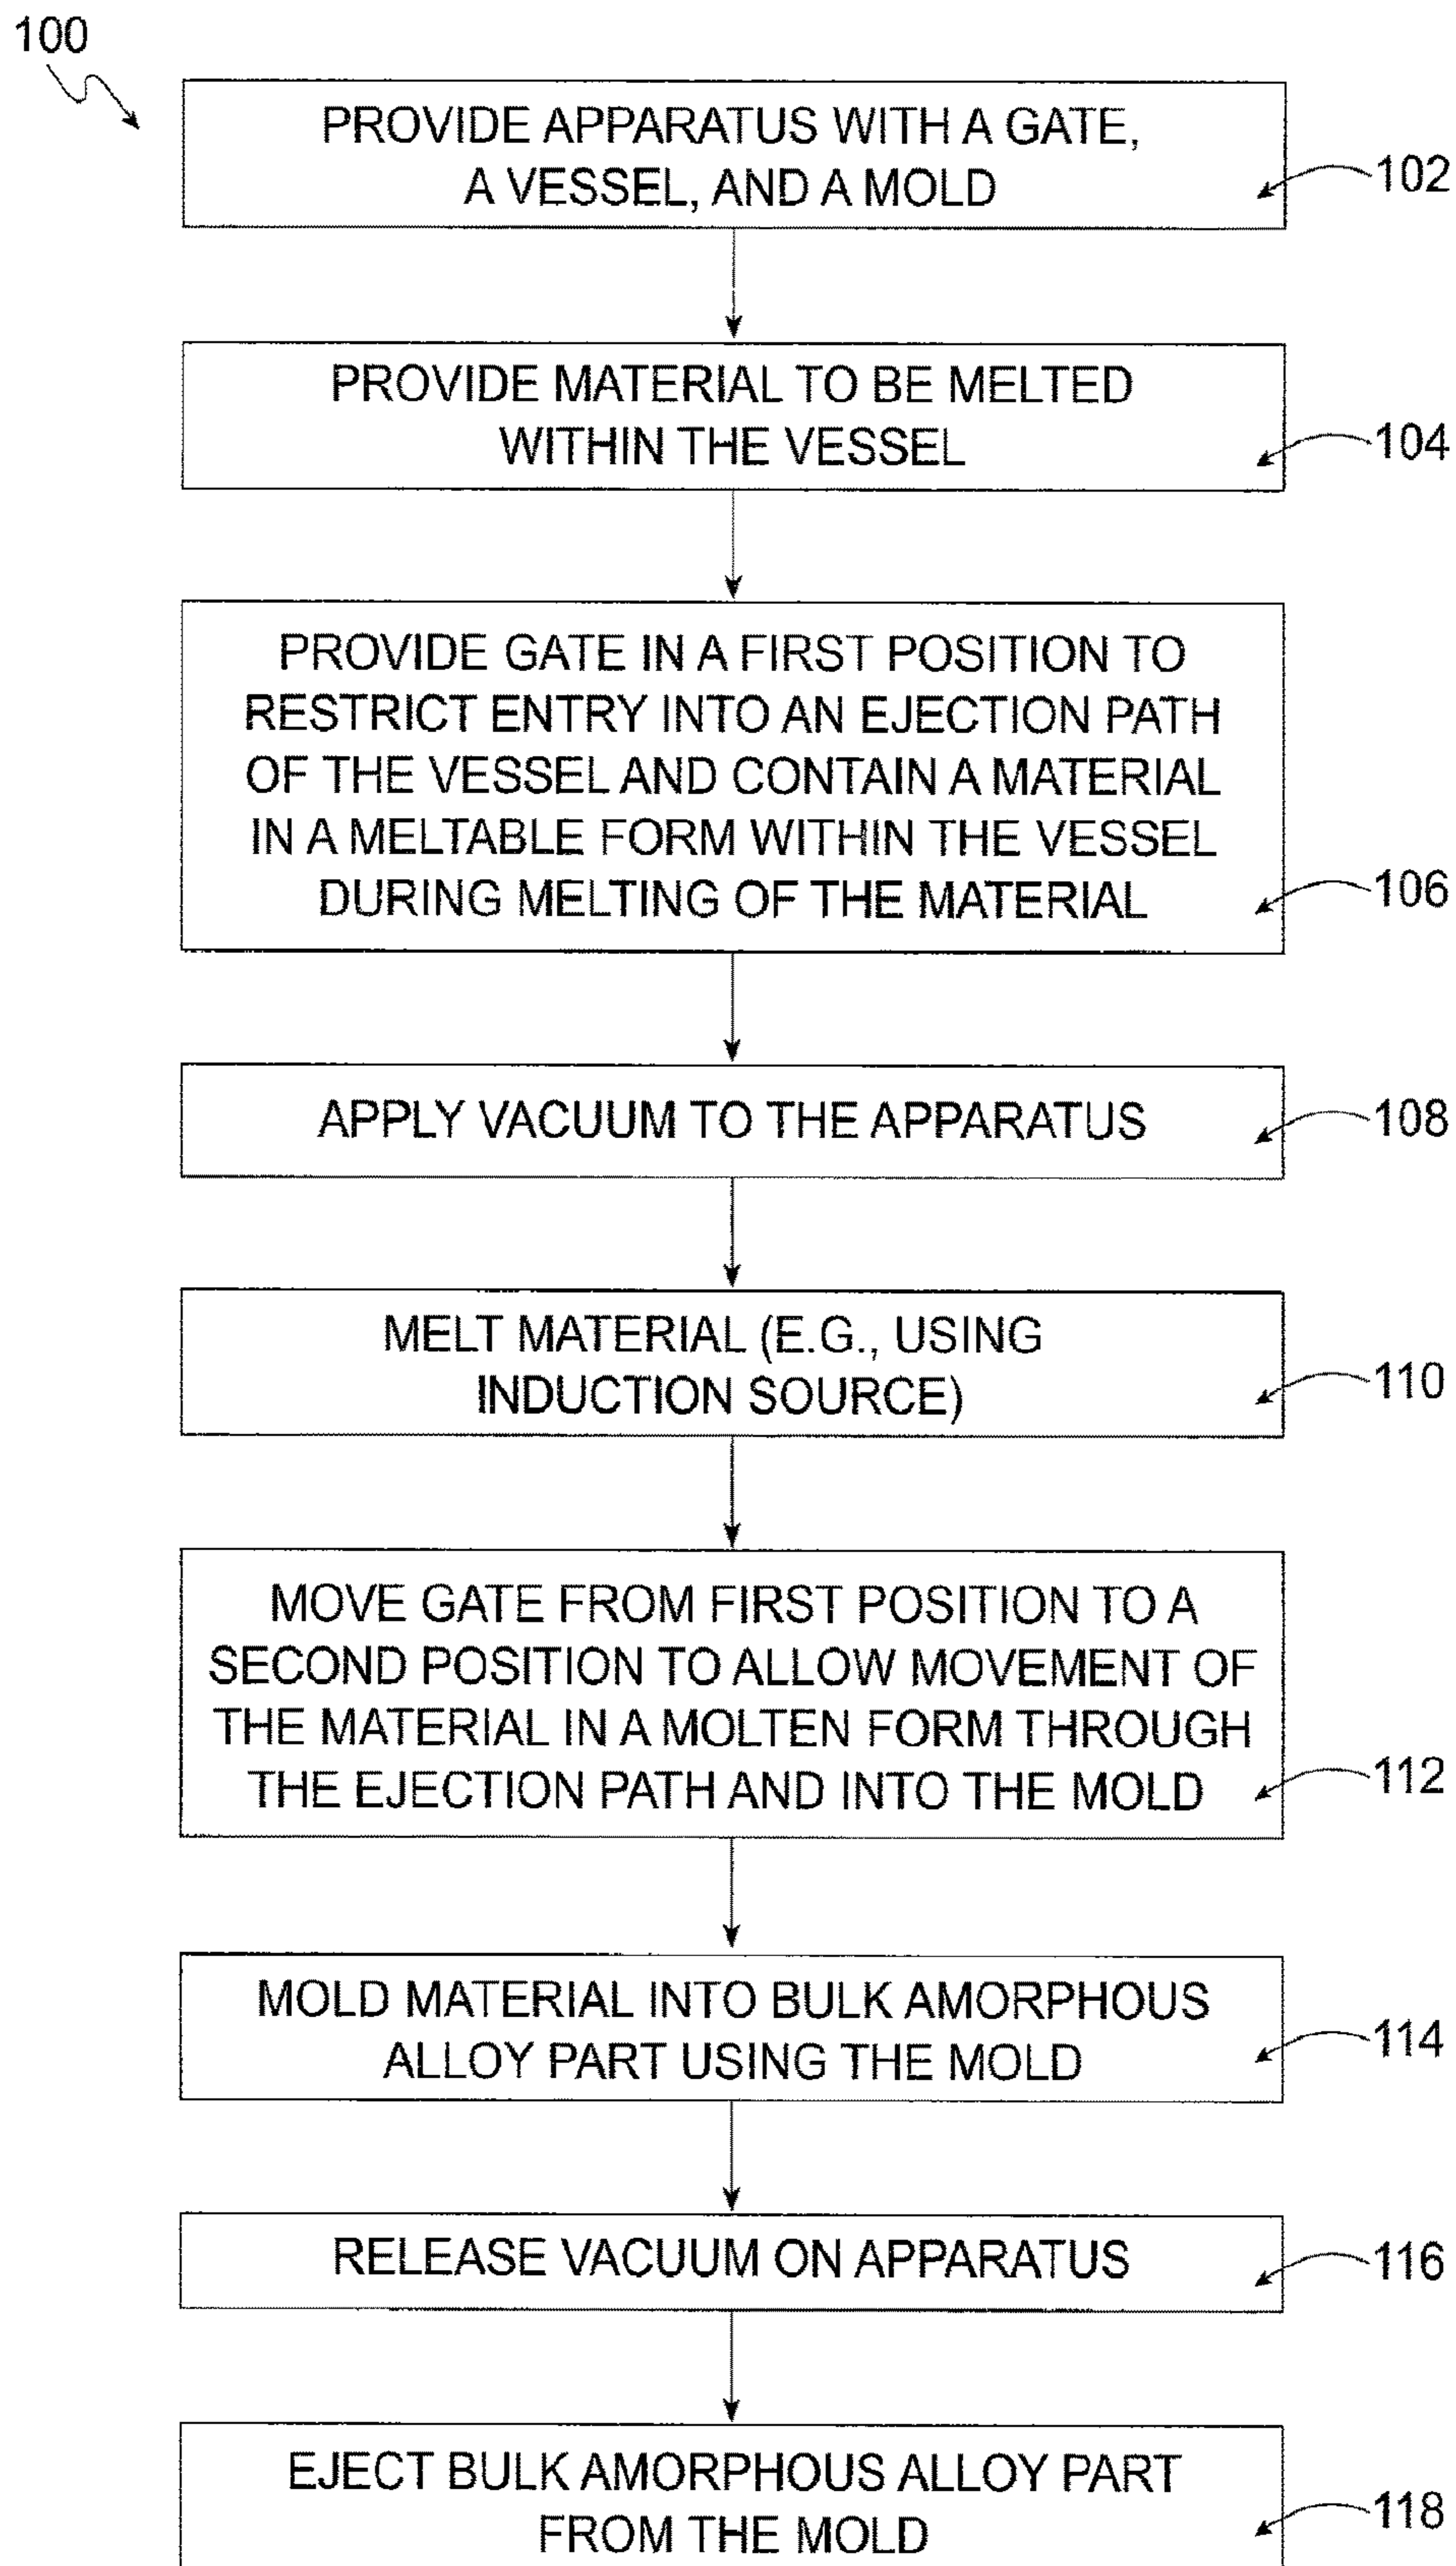 100
PROVIDE APPARATUS WITH A GATE,
A VESSEL, AND A MOLD
102
PROVIDE MATERIAL TO BE MELTED
WITHIN THE VESSEL
104
PROVIDE GATE IN A FIRST POSITION TO
RESTRICT ENTRY INTO AN EJECTION PATH
OF THE VESSEL AND CONTAIN A MATERIAL
IN A MELTABLE FORM WITHIN THE VESSEL
DURING MELTING OF THE MATERIAL
106
APPLY VACUUM TO THE APPARATUS
108
MELT MATERIAL (E.G., USING
INDUCTION SOURCE)
110
MOVE GATE FROM FIRST POSITION TO A
SECOND POSITION TO ALLOW MOVEMENT OF
THE MATERIAL IN A MOLTEN FORM THROUGH
THE EJECTION PATH AND INTO THE MOLD
112
MOLD MATERIAL INTO BULK AMORPHOUS
ALLOY PART USING THE MOLD
114
RELEASE VACUUM ON APPARATUS
116
EJECT BULK AMORPHOUS ALLOY PART
FROM THE MOLD
118